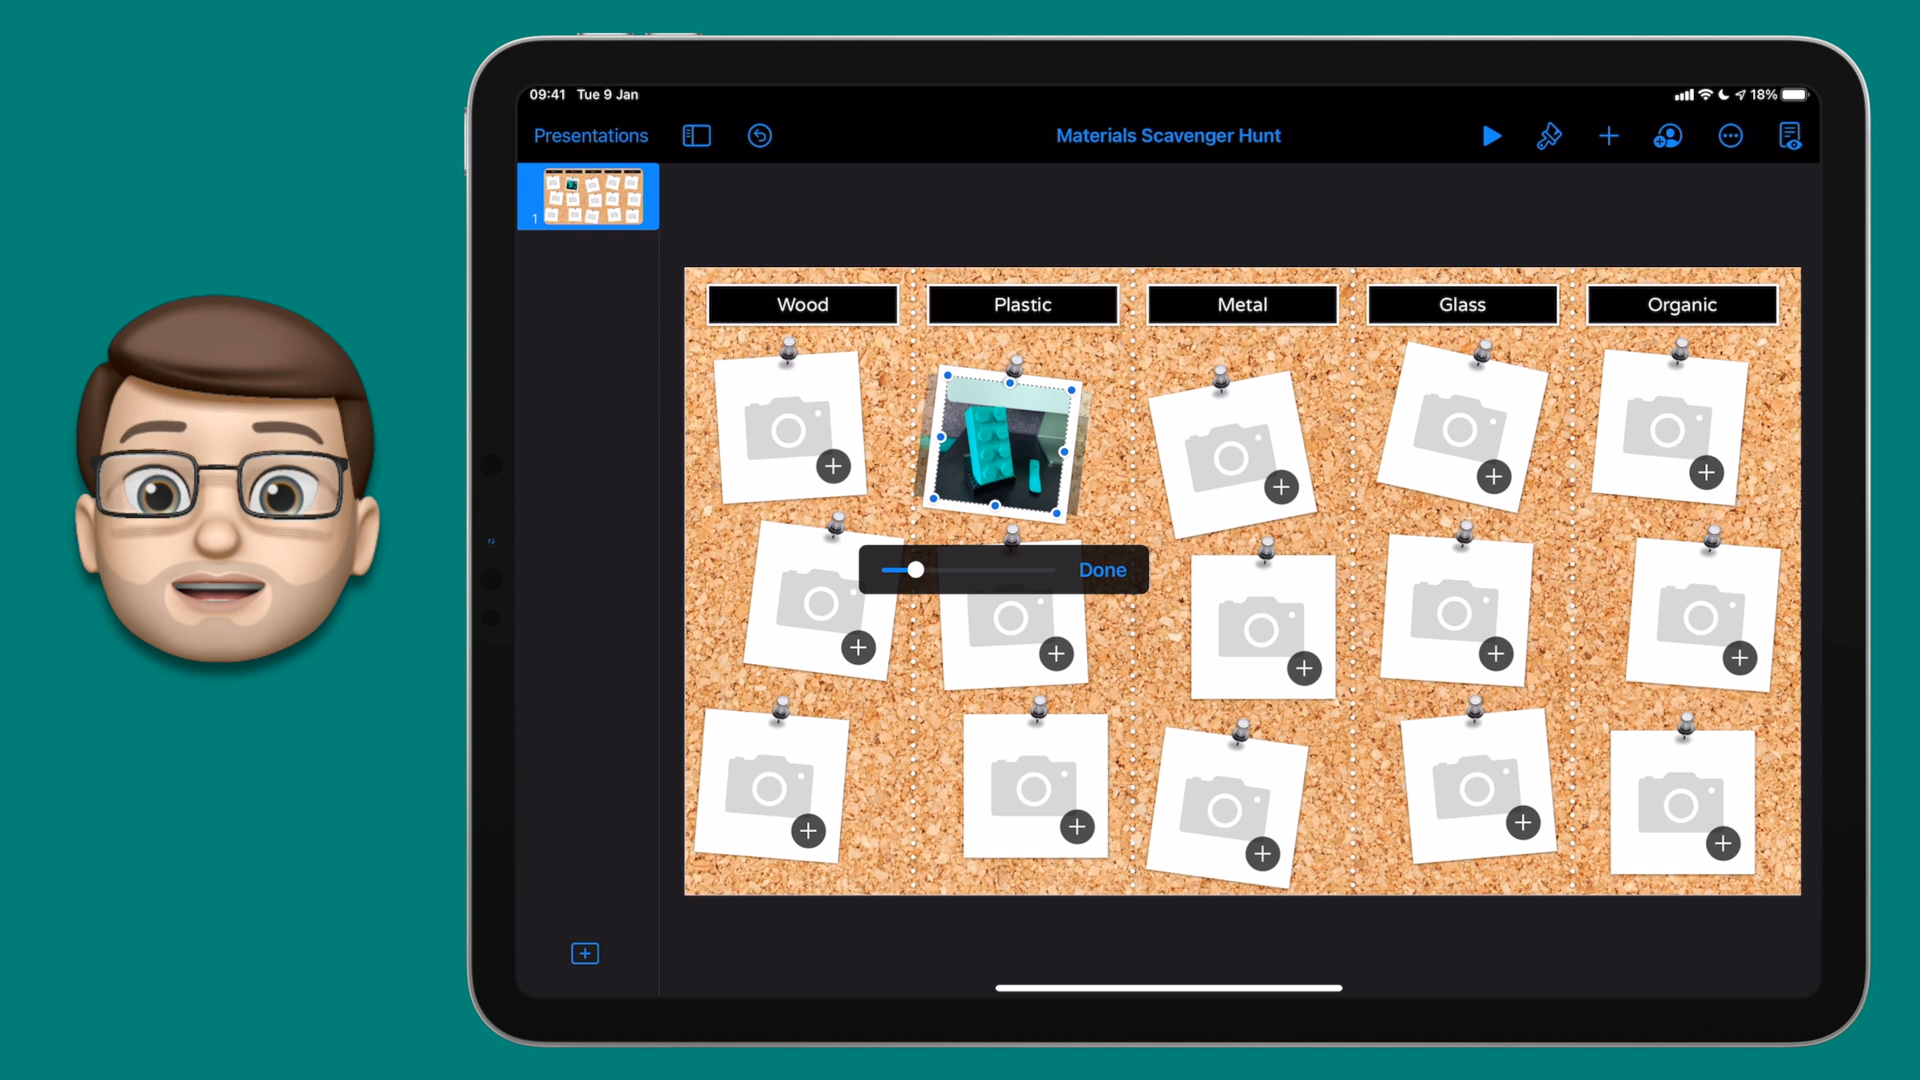 09:41 Tue 9 Jan
18%
Presentations
Materials Scavenger Hunt
1
Wood
Plastic
Metal
Glass
Organic
Done